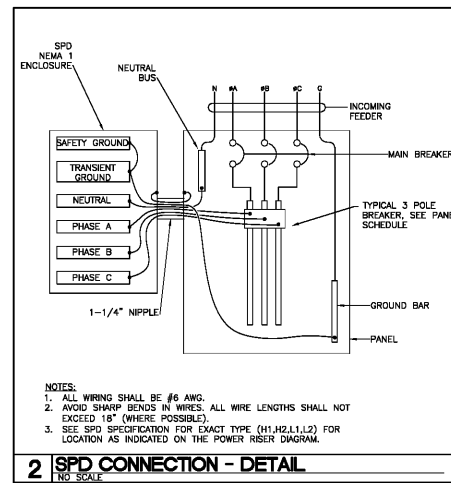 SPD
NEMA 1
ENCLOSURE
NEUTRAL
BUS
N øA øB øC G
INCOMING
FEEDER
MAIN BREAKER
SAFETY GROUND
TRANSIENT
GROUND
NEUTRAL
PHASE A
PHASE B
PHASE C
TYPICAL 3 POLE
BREAKER, SEE PANE
SCHEDULE
1-1/4" NIPPLE
GROUND BAR
PANEL
NOTES:
1. ALL WIRING SHALL BE #6 AWG.
2. AVOID SHARP BENDS IN WIRES. ALL WIRE LENGTHS SHALL NOT
EXCEED 18" (WHERE POSSIBLE).
3. SEE SPD SPECIFICATION FOR EXACT TYPE (H1,H2,L1,L2) FOR
LOCATION AS INDICATED ON THE POWER RISER DIAGRAM.
2 SPD CONNECTION - DETAIL
NO SCALE